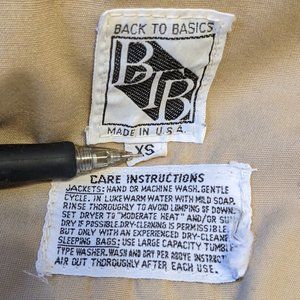 BACK TO BASICS
BIB
MADE IN U.S.A.
XS
CARE INSTRUCTIONS
JACKETS: HAND OR MACHINE WASH, GENTLE
CYCLE, IN LUKEWARM WATER WITH MILD SOAP.
RINSE THOROUGHLY TO AVOID LUMPING OF DOWN.
SET DRYER TO "MODERATE HEAT" AND/OR SU
DRY IF POSSIBLE. DRY-CLEANING IS PERMISSIBLE,
BUT ONLY WITH AN EXPERIENCED DRY-CLEANE
SLEEPING BAGS: USE LARGE CAPACITY TUMBL
TYPE WASHER. WASH AND DRY PER ABOVE INSTRUCT
AIR OUT THOROUGHLY AFTER EACH USE.